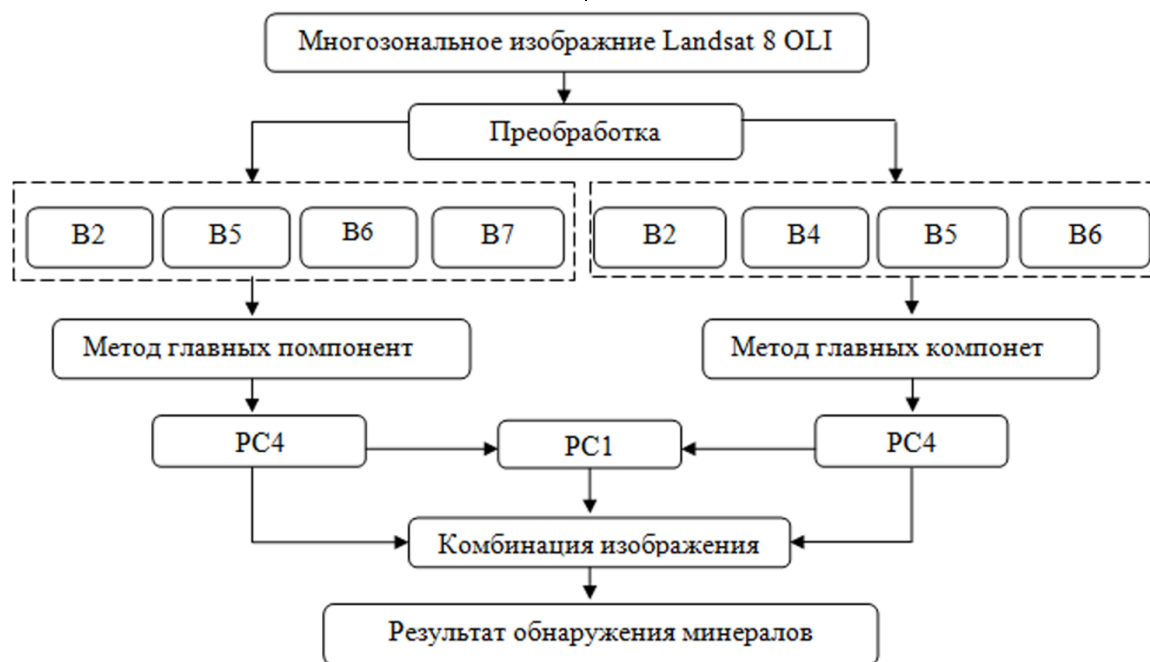 Многозональное изображние Landsat 8 OLI
Преобработка
B2 B5 B6 B7 B2 B4 B5 B6
Метод главных помпонент Метод главных компонет
PC4 PC1 PC4
Комбинация изображения
Результат обнаружения минералов